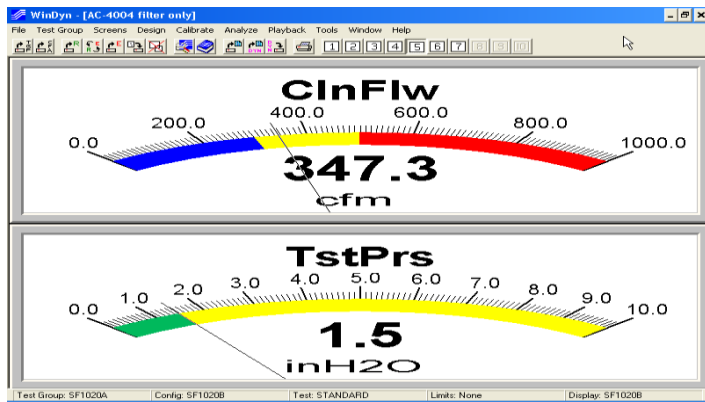 WinDyn - [AC-4004 filter only]
File Test Group Screens Design Calibrate Analyze Playback Tools Window Help
1 2 3 4 5 6 7 8 9 10
ClnFlw
0.0 200.0 400.0 600.0 800.0 1000.0
347.3
cfm
TstPrs
0.0 1.0 2.0 3.0 4.0 5.0 6.0 7.0 8.0 9.0 10.0
1.5
inH2O
Test Group: SF1020A Config: SF1020B Test: STANDARD Limits: None Display: SF1020B